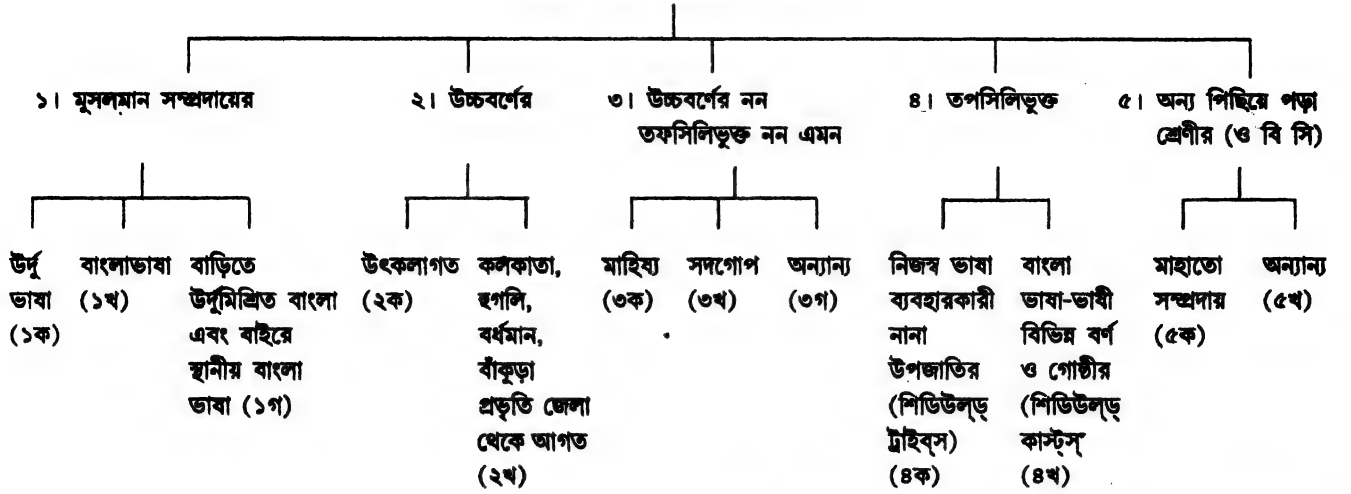 ১। মুসলমান সম্প্রদায়ের
২। উচ্চবর্ণের
৩। উচ্চবর্ণের নন
তফসিলিভুক্ত নন এমন
৪। তপসিলিভুক্ত
৫। অন্য পিছিয়ে পড়া
শ্রেণীর (ও বি সি)
উর্দু
ভাষা
(১ক)
বাংলাভাষা
(১খ)
বাড়িতে
উর্দুমিশ্রিত বাংলা
এবং বাইরে
স্থানীয় বাংলা
ভাষা (১গ)
উৎকলাগত
(২ক)
কলকাতা,
হুগলি,
বর্ধমান,
বাঁকুড়া
প্রভৃতি জেলা
থেকে আগত
(২খ)
মাহিষ্য
(৩ক)
সদগোপ
(৩খ)
অন্যান্য
(৩গ)
নিজস্ব ভাষা
ব্যবহারকারী
নানা
উপজাতির
(শিডিউল্‌ড্
ট্রাইব্‌স)
(৪ক)
বাংলা
ভাষা-ভাষী
বিভিন্ন বর্ণ
ও গোষ্ঠীর
(শিডিউল্‌ড্
কাস্ট্‌স্
(৪খ)
মাহাতো
সম্প্রদায়
(৫ক)
অন্যান্য
(৫খ)